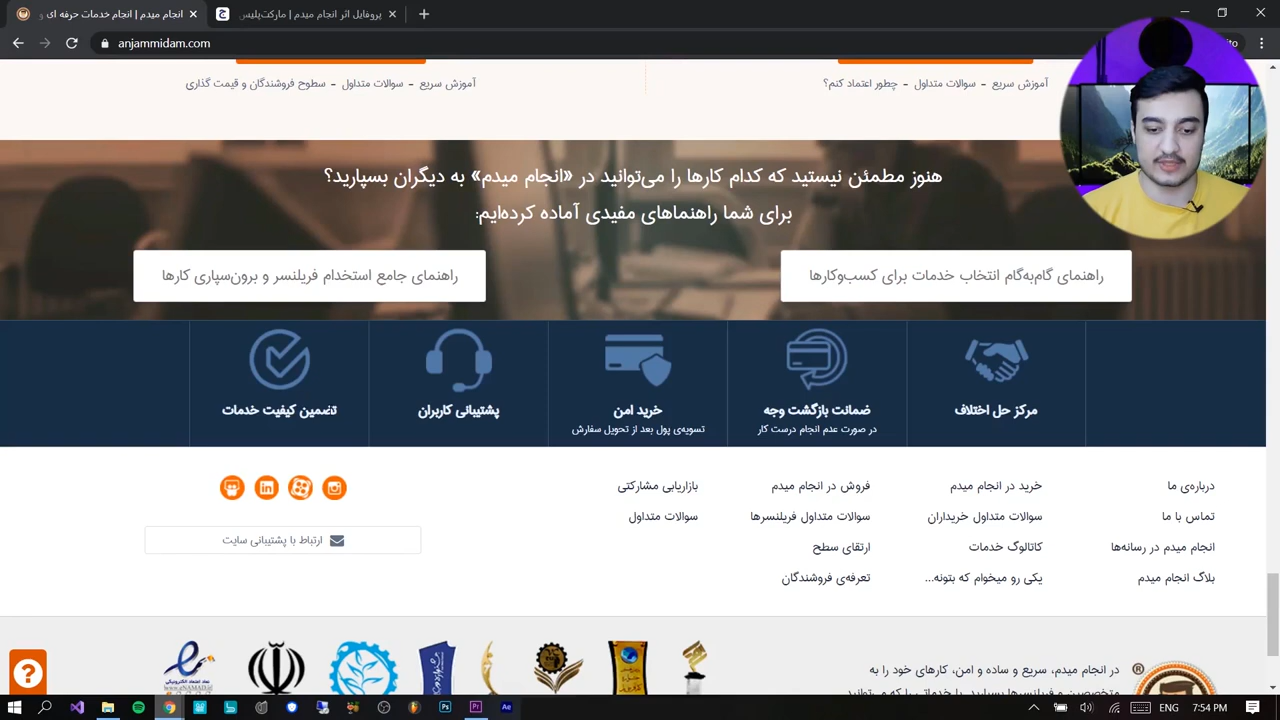 انجام میدم | انجام خدمات حرفه ای
پروفایل اثر انجام میدم | مارکت‌پلیس
anjammidam.com
آموزش سریع - سوالات متداول - چطور اعتماد کنم؟
آموزش سریع - سوالات متداول - سطوح فروشندگان و قیمت گذاری
هنوز مطمئن نیستید که کدام کارها را می‌توانید در «انجام میدم» به دیگران بسپارید؟
برای شما راهنماهای مفیدی آماده کرده‌ایم:
راهنمای گام‌به‌گام انتخاب خدمات برای کسب‌وکارها
راهنمای جامع استخدام فریلنسر و برون‌سپاری کارها
مرکز حل اختلاف
ضمانت بازگشت وجه
در صورت عدم انجام درست کار
خرید امن
تسویه‌ی پول بعد از تحویل سفارش
پشتیبانی کاربران
تضمین کیفیت خدمات
درباره‌ی ما
تماس با ما
انجام میدم در رسانه‌ها
بلاگ انجام میدم
خرید در انجام میدم
سوالات متداول خریداران
کاتالوگ خدمات
یکی رو میخوام که بتونه...
فروش در انجام میدم
سوالات متداول فریلنسرها
ارتقای سطح
تعرفه‌ی فروشندگان
بازاریابی مشارکتی
سوالات متداول
ارتباط با پشتیبانی سایت
در انجام میدم، سریع و ساده و امن، کارهای خود را به
ENG
7:54 PM